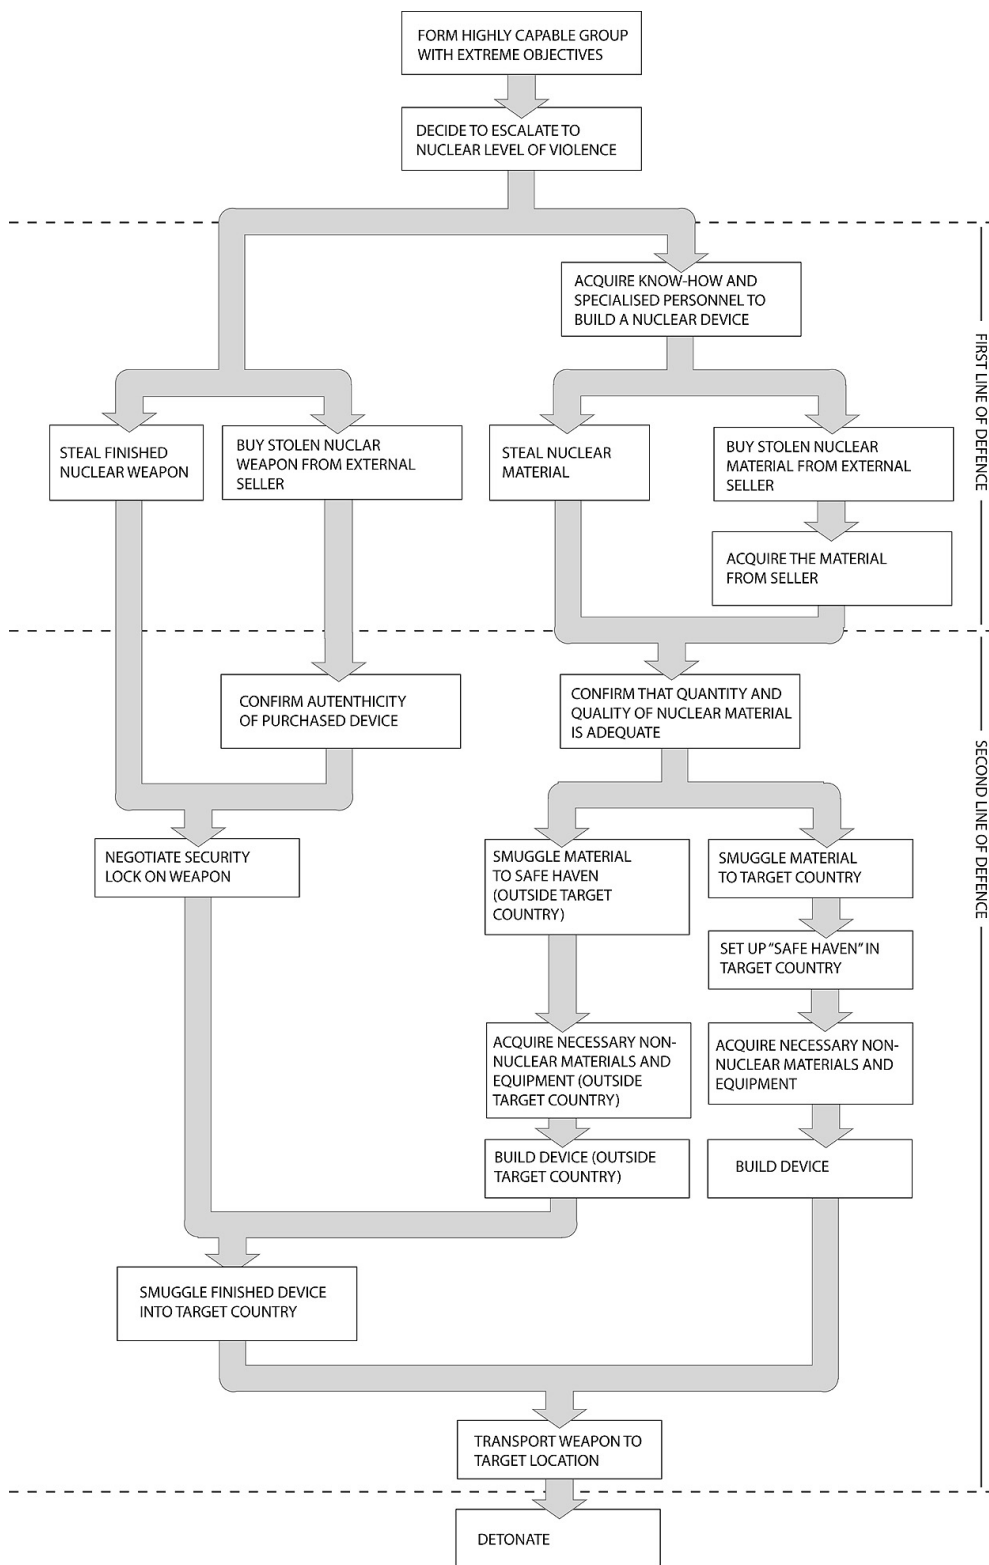 FORM HIGHLY CAPABLE GROUP
WITH EXTREME OBJECTIVES
DECIDE TO ESCALATE TO
NUCLEAR LEVEL OF VIOLENCE
ACQUIRE KNOW-HOW AND
SPECIALISED PERSONNEL TO
BUILD A NUCLEAR DEVICE
FIRST LINE OF DEFENCE
STEAL FINISHED
NUCLEAR WEAPON
BUY STOLEN NUCLAR
WEAPON FROM EXTERNAL
SELLER
STEAL NUCLEAR
MATERIAL
BUY STOLEN NUCLEAR
MATERIAL FROM EXTERNAL
SELLER
ACQUIRE THE MATERIAL
FROM SELLER
CONFIRM AUTENTHICITY
OF PURCHASED DEVICE
CONFIRM THAT QUANTITY AND
QUALITY OF NUCLEAR MATERIAL
IS ADEQUATE
SECOND LINE OF DEFENCE
NEGOTIATE SECURITY
LOCK ON WEAPON
SMUGGLE MATERIAL
TO SAFE HAVEN
(OUTSIDE TARGET
COUNTRY)
SMUGGLE MATERIAL
TO TARGET COUNTRY
SET UP "SAFE HAVEN" IN
TARGET COUNTRY
ACQUIRE NECESSARY NON-
NUCLEAR MATERIALS AND
EQUIPMENT (OUTSIDE
TARGET COUNTRY)
ACQUIRE NECESSARY NON-
NUCLEAR MATERIALS AND
EQUIPMENT
BUILD DEVICE (OUTSIDE
TARGET COUNTRY)
BUILD DEVICE
SMUGGLE FINISHED DEVICE
INTO TARGET COUNTRY
TRANSPORT WEAPON TO
TARGET LOCATION
DETONATE